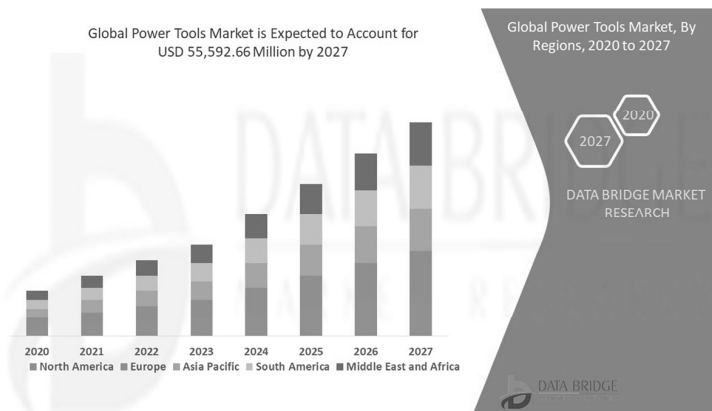 Global Power Tools Market is Expected to Account for
USD 55,592.66 Million by 2027
2020
2021
2022
2023
2024
2025
2026
2027
North America
Europe
Asia Pacific
South America
Middle East and Africa
Global Power Tools Market, By
Regions, 2020 to 2027
2020
2027
DATA BRIDGE MARKET
RESEARCH
DATA BRIDGE
DATA BRIDGE